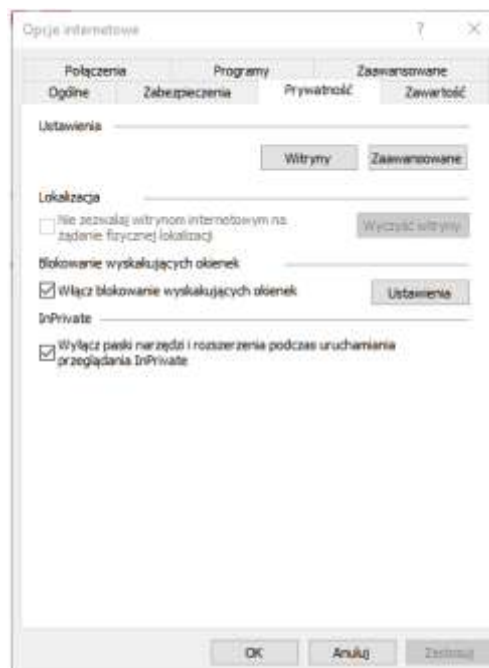 Opcje internetowe
Połączenia Programy Zaawansowane
Ogólne Zabezpieczenia Prywatność Zawartość
Ustawienia
Witryny Zaawansowane
Lokalizacja
Nie zezwalaj witrynom internetowym na
żądanie fizycznej lokalizacji
Wyczyść witryny
Blokowanie wyskakujących okienek
Włącz blokowanie wyskakujących okienek Ustawienia
InPrivate
Wyłącz paski narzędzi i rozszerzenia podczas uruchamiania
przeglądania InPrivate
OK Anuluj Zastosuj